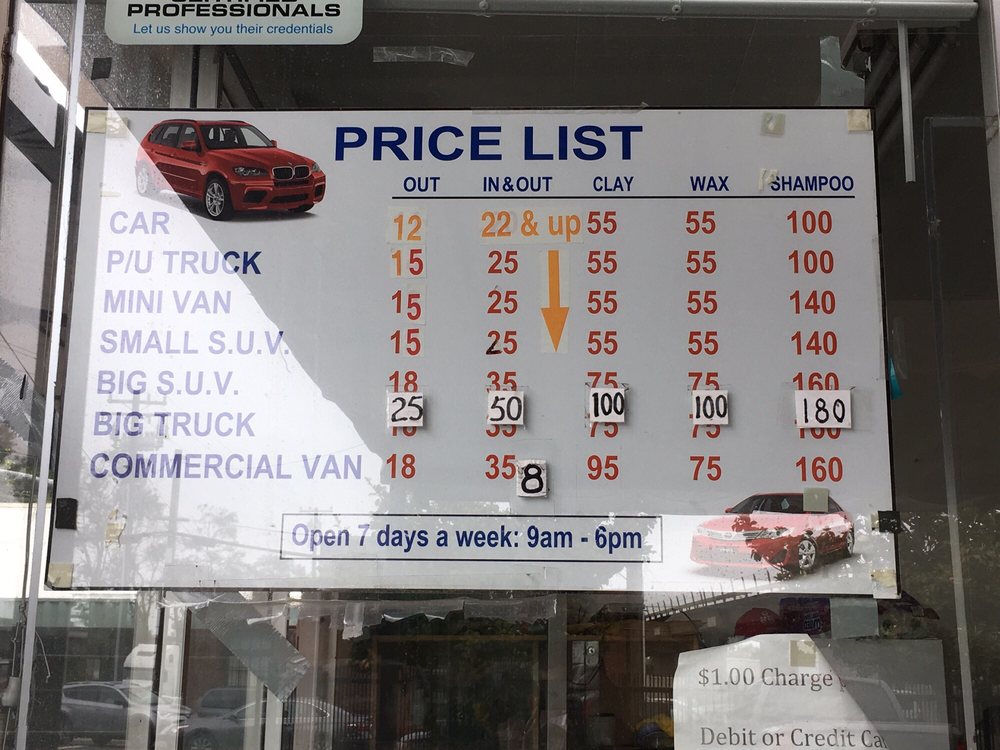 PROFESSIONALS
Let us show you their credentials
PRICE LIST
OUT IN & OUT CLAY WAX SHAMPOO
CAR 12 22 & up 55 55 100
P/U TRUCK 15 25 55 55 100
MINI VAN 15 25 55 55 140
SMALL S.U.V. 15 25 55 55 140
BIG S.U.V. 18 35 75 75 160
BIG TRUCK 25 50 100 100 180
COMMERCIAL VAN 18 35 95 75 160
8
Open 7 days a week: 9am - 6pm
$1.00 Charge
Debit or Credit